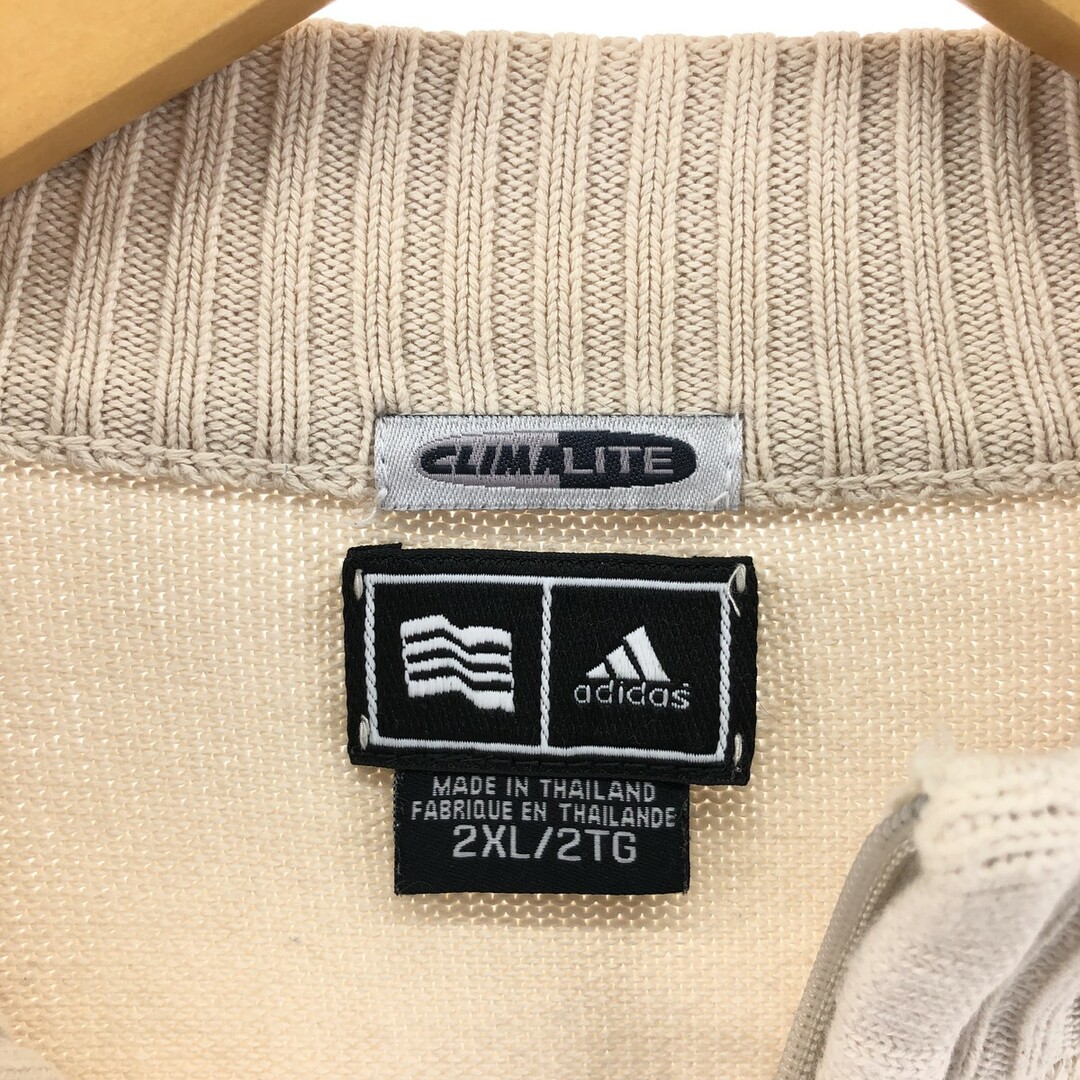 CLIMALITE
adidas
MADE IN THAILAND
FABRIQUE EN THAILANDE
2XL/2TG